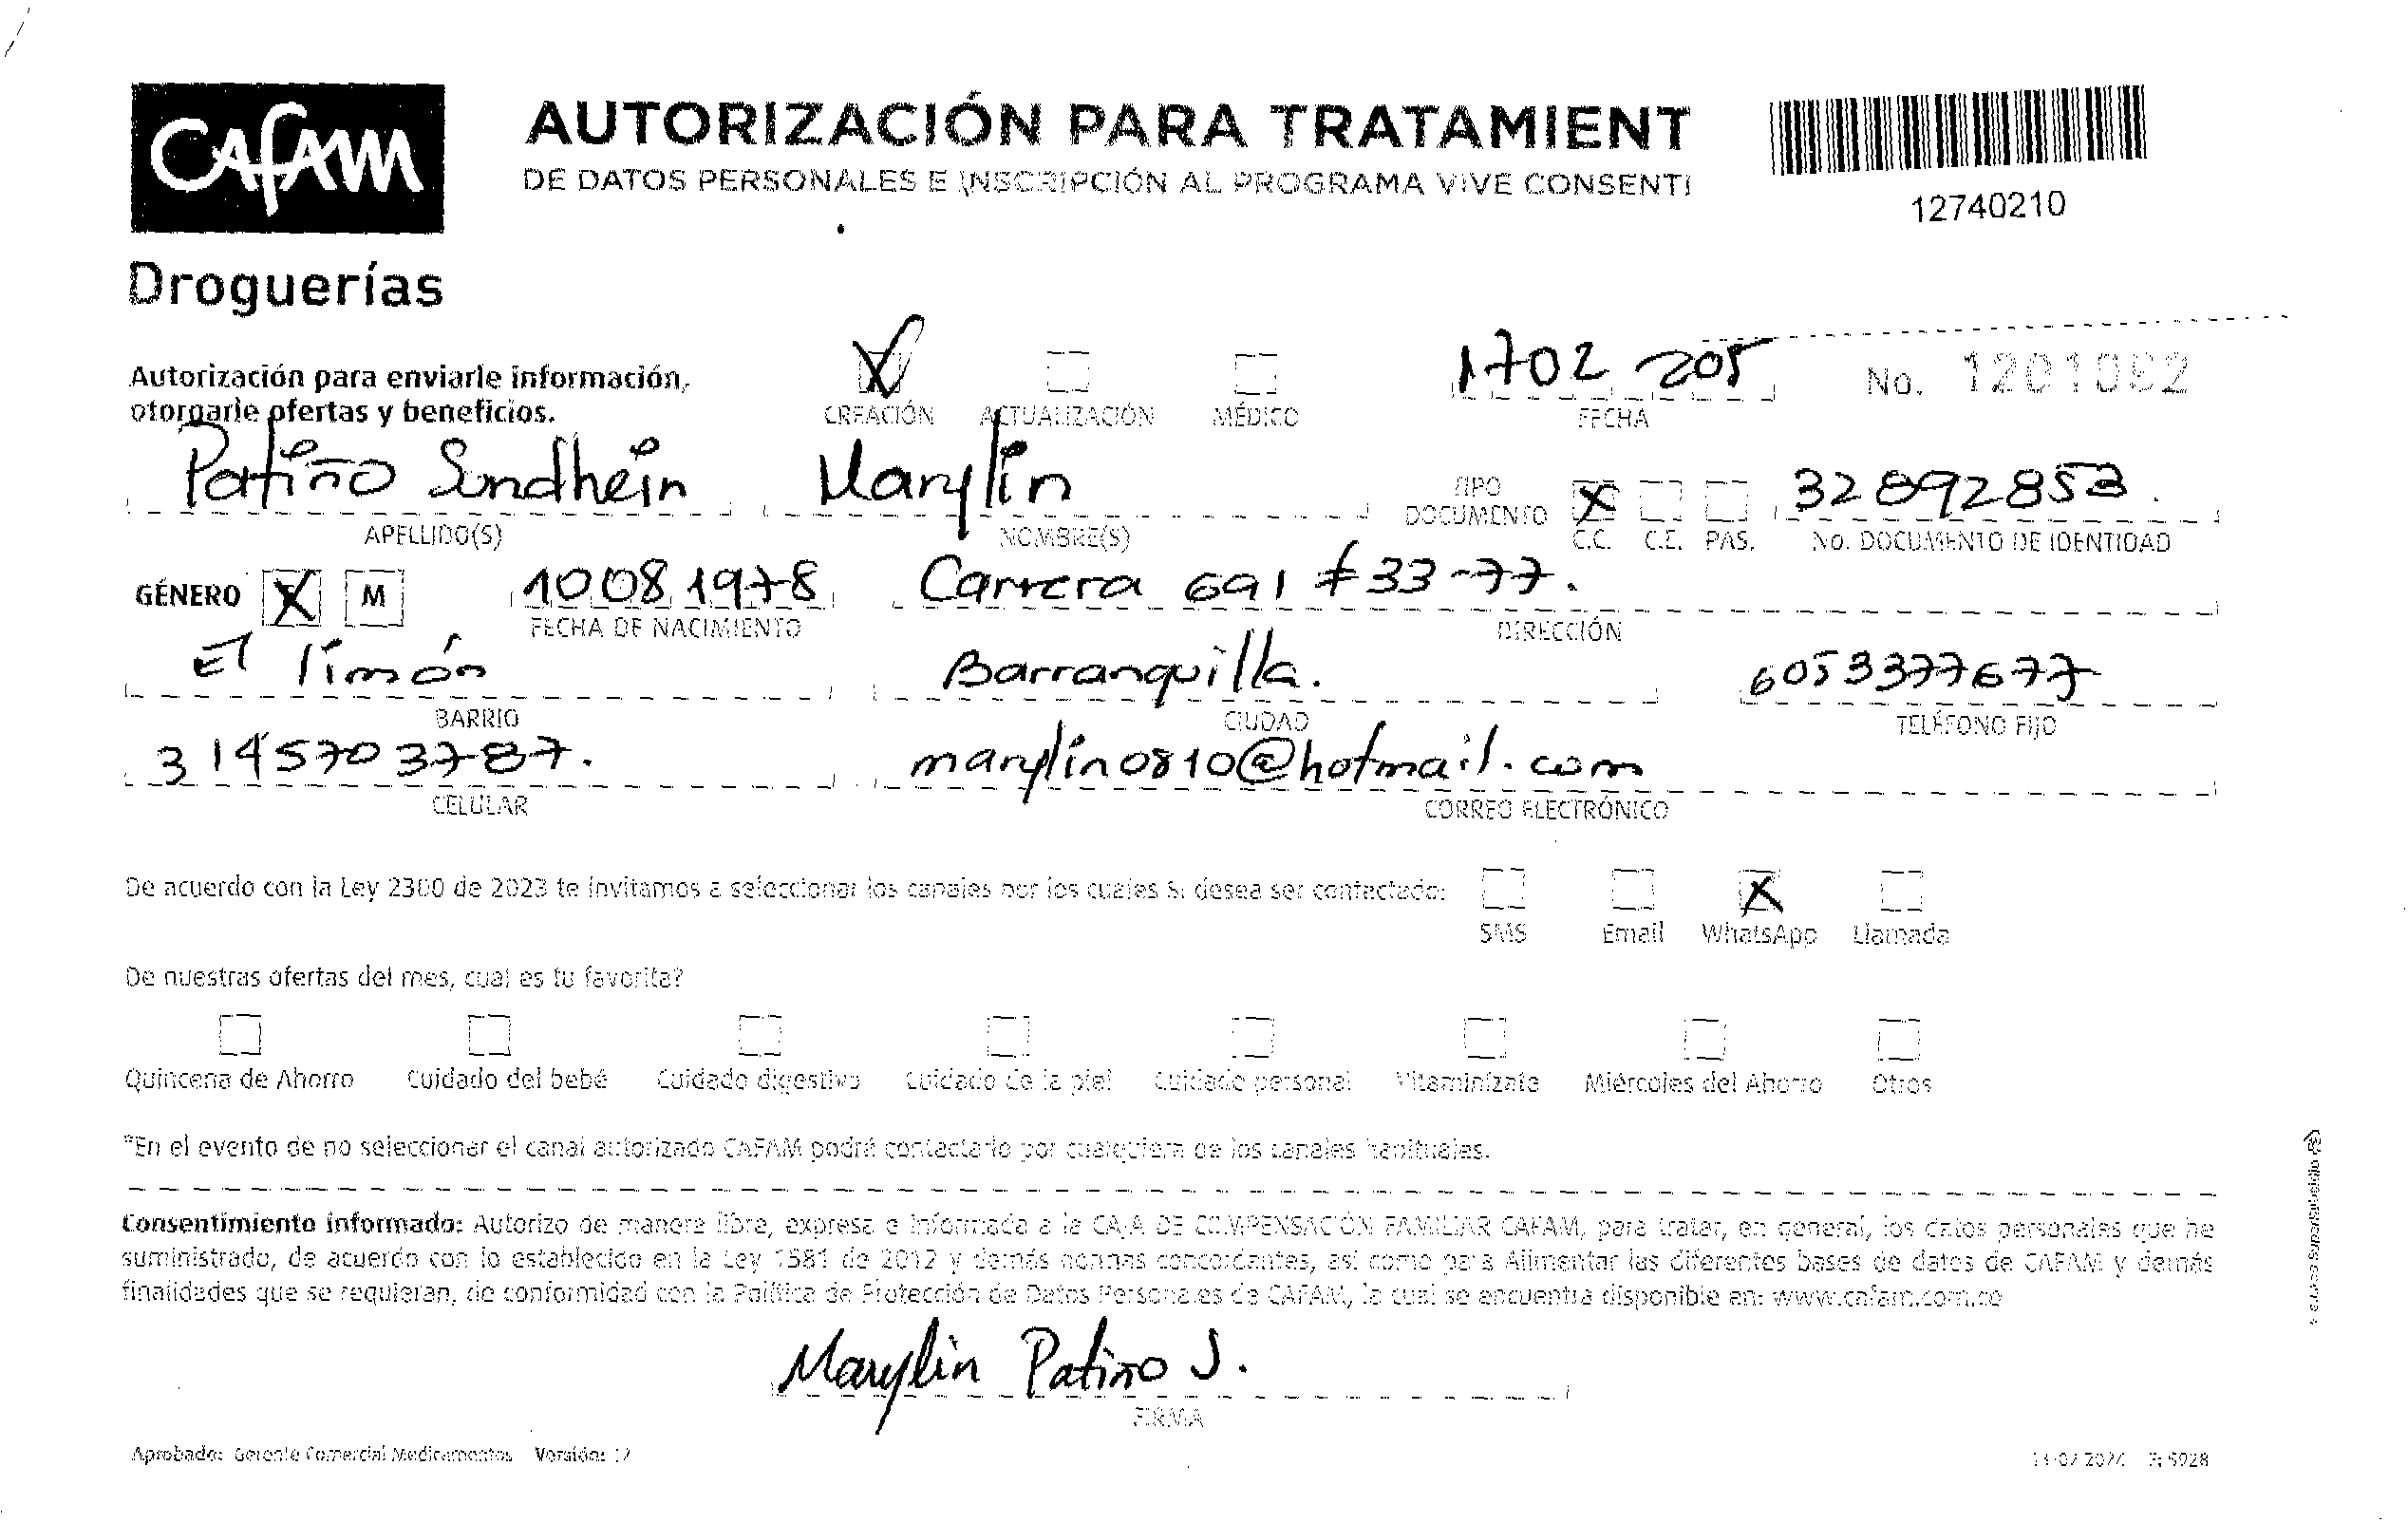 CAFAM
Droguerías
AUTORIZACIÓN PARA TRATAMIENT
DE DATOS PERSONALES E INSCRIPCIÓN AL PROGRAMA VIVE CONSENTI
12740210
Autorización para enviarle información,
otorgarle ofertas y beneficios.
CREACIÓN ACTUALIZACIÓN MÉDICO
1702 205
FECHA
No. 1201092
Patiño Sundhein Marylin
APELLIDO(S) NOMBRE(S)
TIPO DOCUMENTO X C.C. C.E. PAS.
32892853
No. DOCUMENTO DE IDENTIDAD
GÉNERO X M 10 08 1978 Carrera 691 # 33-77.
FECHA DE NACIMIENTO DIRECCIÓN
El limón Barranquilla. 6053377677
BARRIO CIUDAD TELÉFONO FIJO
3145703787. marylin0810@hotmail.com
CELULAR CORREO ELECTRÓNICO
De acuerdo con la Ley 2300 de 2023 te invitamos a seleccionar los canales por los cuales Si desea ser contactado:
SMS Email X WhatsApp Llamada
De nuestras ofertas del mes, cual es tu favorita?
Quincena de Ahorro Cuidado del bebé Cuidado digestivo Cuidado de la piel Cuidado personal Vitaminízate Miércoles del Ahorro Otros
*En el evento de no seleccionar el canal autorizado CAFAM podrá contactarlo por cualquiera de los canales habituales.
Consentimiento informado: Autorizo de manera libre, expresa e informada a la CAJA DE COMPENSACIÓN FAMILIAR CAFAM, para tratar, en general, los datos personales que he
suministrado, de acuerdo con lo establecido en la Ley 1581 de 2012 y demás normas concordantes, así como para Alimentar las diferentes bases de datos de CAFAM y demás
finalidades que se requieran, de conformidad con la Política de Protección de Datos Personales de CAFAM, la cual se encuentra disponible en: www.cafam.com.co
Marylin Patiño S.
FIRMA
Aprobado: Gerente Comercial Medicamentos Versión: 12